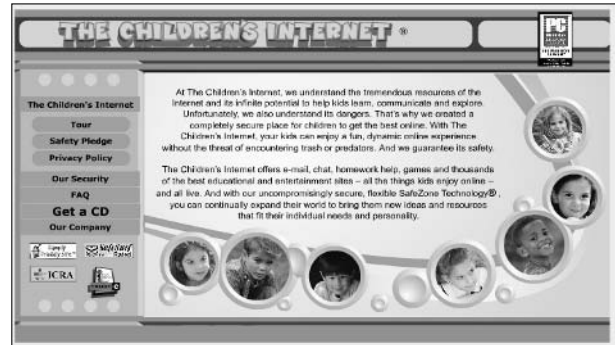 THE CHILDREN'S INTERNET ®
PC
The Children's Internet
Tour
Safety Pledge
Privacy Policy
Our Security
FAQ
Get a CD
Our Company
ICRA
At The Children's Internet, we understand the tremendous resources of the
Internet and its infinite potential to help kids learn, communicate and explore.
Unfortunately, we also understand its dangers. That's why we created a
completely secure place for children to get the best online. With The
Children's Internet, your kids can enjoy a fun, dynamic online experience
without the threat of encountering trash or predators. And we guarantee its safety.
The Children's Internet offers e-mail, chat, homework help, games and thousands
of the best educational and entertainment sites – all the things kids enjoy online –
and all live. And with our uncompromisingly secure, flexible SafeZone Technology®,
you can continually expand their world to bring them new ideas and resources
that fit their individual needs and personality.